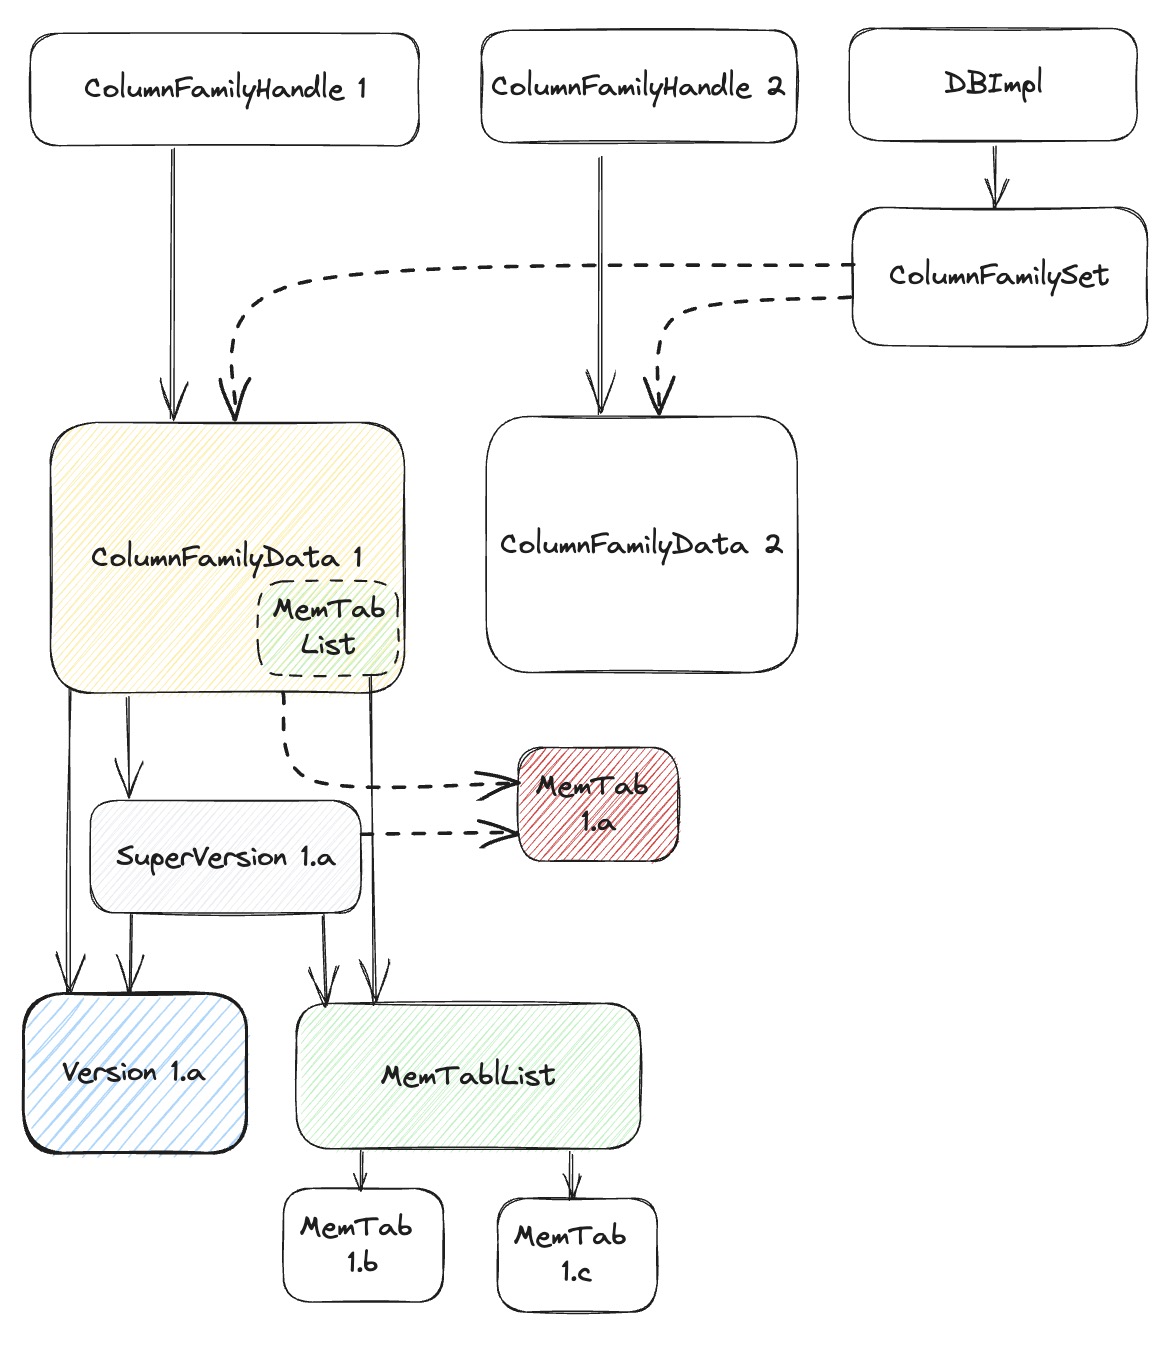 ColumnFamilyHandle 1
ColumnFamilyHandle 2
DBImpl
ColumnFamilySet
ColumnFamilyData 1
MemTab
List
ColumnFamilyData 2
MemTab
1.a
SuperVersion 1.a
Version 1.a
MemTablList
MemTab
1.b
MemTab
1.c